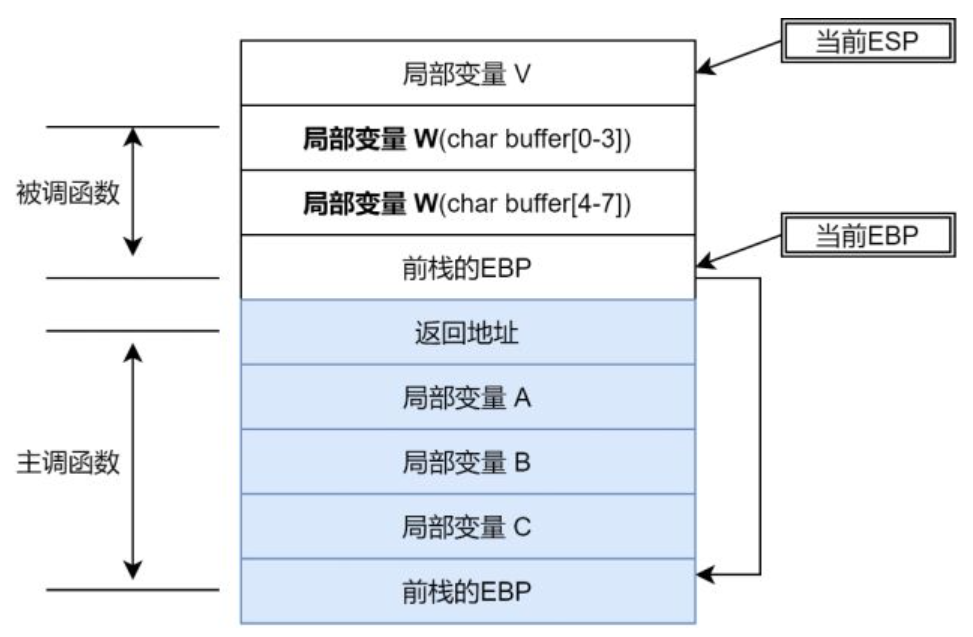 当前ESP
局部变量 V
局部变量 W(char buffer[0-3])
被调函数
局部变量 W(char buffer[4-7])
当前EBP
前栈的EBP
返回地址
局部变量 A
主调函数
局部变量 B
局部变量 C
前栈的EBP